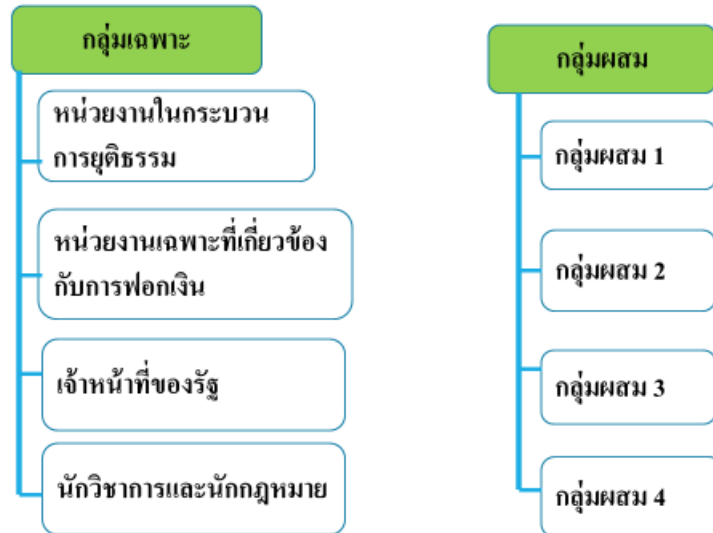 กลุ่มเฉพาะ
หน่วยงานในกระบวน
การยุติธรรม
หน่วยงานเฉพาะที่เกี่ยวข้อง
กับการฟอกเงิน
เจ้าหน้าที่ของรัฐ
นักวิชาการและนักกฎหมาย
กลุ่มผสม
กลุ่มผสม 1
กลุ่มผสม 2
กลุ่มผสม 3
กลุ่มผสม 4